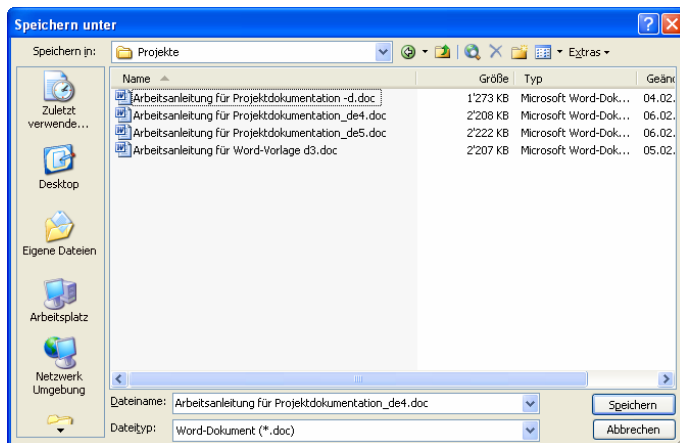 Speichern unter
Speichern in: Projekte Extras
Name Größe Typ Geänd
Arbeitsanleitung für Projektdokumentation -d.doc 1'273 KB Microsoft Word-Dok... 04.02.
Arbeitsanleitung für Projektdokumentation_de4.doc 2'208 KB Microsoft Word-Dok... 06.02.
Arbeitsanleitung für Projektdokumentation_de5.doc 2'222 KB Microsoft Word-Dok... 06.02.
Arbeitsanleitung für Word-Vorlage d3.doc 2'207 KB Microsoft Word-Dok... 05.02.
Zuletzt
verwende...
Desktop
Eigene Dateien
Arbeitsplatz
Netzwerk
Umgebung
Dateiname: Arbeitsanleitung für Projektdokumentation_de4.doc Speichern
Dateityp: Word-Dokument (*.doc) Abbrechen